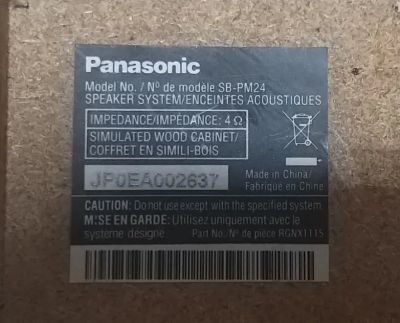 Panasonic
Model No. / Nº de modèle SB-PM24
SPEAKER SYSTEM/ENCEINTES ACOUSTIQUES
IMPEDANCE/IMPÉDANCE: 4Ω
SIMULATED WOOD CABINET/
COFFRET EN SIMILI-BOIS
JP0EA002637
Made in China/
Fabriqué en Chine
CAUTION: Do not use except with the specified system.
MISE EN GARDE: Utilisez uniquement avec le
système désigné
Part No./Nº de pièce RGNX1115